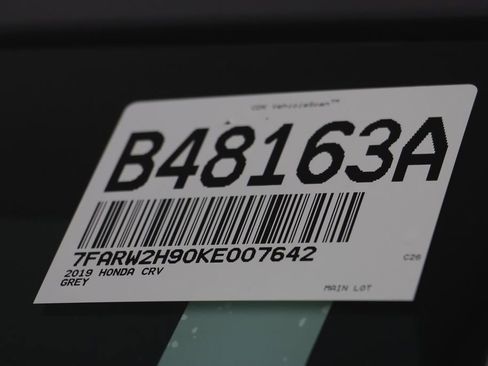 CDK VehicleScan™
B48163A
7FARW2H90KE007642
C26
2019 HONDA CRV
GREY
MAIN LOT